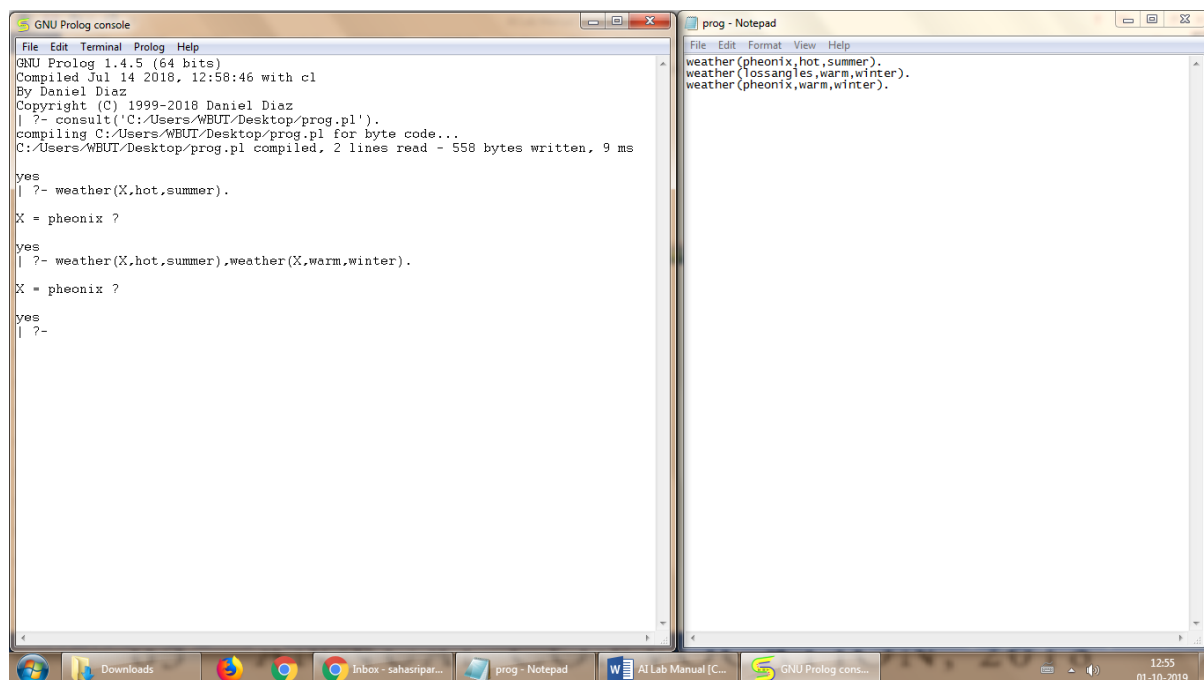 GNU Prolog console
File Edit Terminal Prolog Help
GNU Prolog 1.4.5 (64 bits)
Compiled Jul 14 2018, 12:58:46 with cl
By Daniel Diaz
Copyright (C) 1999-2018 Daniel Diaz
| ?- consult('C:/Users/WBUT/Desktop/prog.pl').
compiling C:/Users/WBUT/Desktop/prog.pl for byte code...
C:/Users/WBUT/Desktop/prog.pl compiled, 2 lines read - 558 bytes written, 9 ms
yes
| ?- weather(X,hot,summer).
X = pheonix ?
yes
| ?- weather(X,hot,summer),weather(X,warm,winter).
X = pheonix ?
yes
| ?-
prog - Notepad
File Edit Format View Help
weather(pheonix,hot,summer).
weather(lossangles,warm,winter).
weather(pheonix,warm,winter).
Downloads
Inbox - sahasripar...
prog - Notepad
AI Lab Manual [C...
GNU Prolog cons...
12:55
01-10-2019